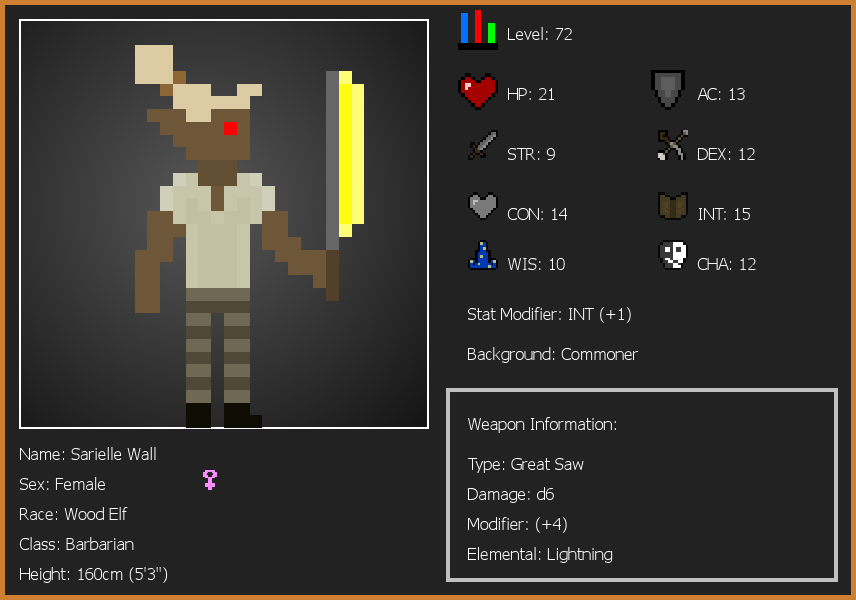 Level: 72
HP: 21
AC: 13
STR: 9
DEX: 12
CON: 14
INT: 15
WIS: 10
CHA: 12
Stat Modifier: INT (+1)
Background: Commoner
Weapon Information:
Type: Great Saw
Damage: d6
Modifier: (+4)
Elemental: Lightning
Name: Sarielle Wall
Sex: Female
Race: Wood Elf
Class: Barbarian
Height: 160cm (5'3")